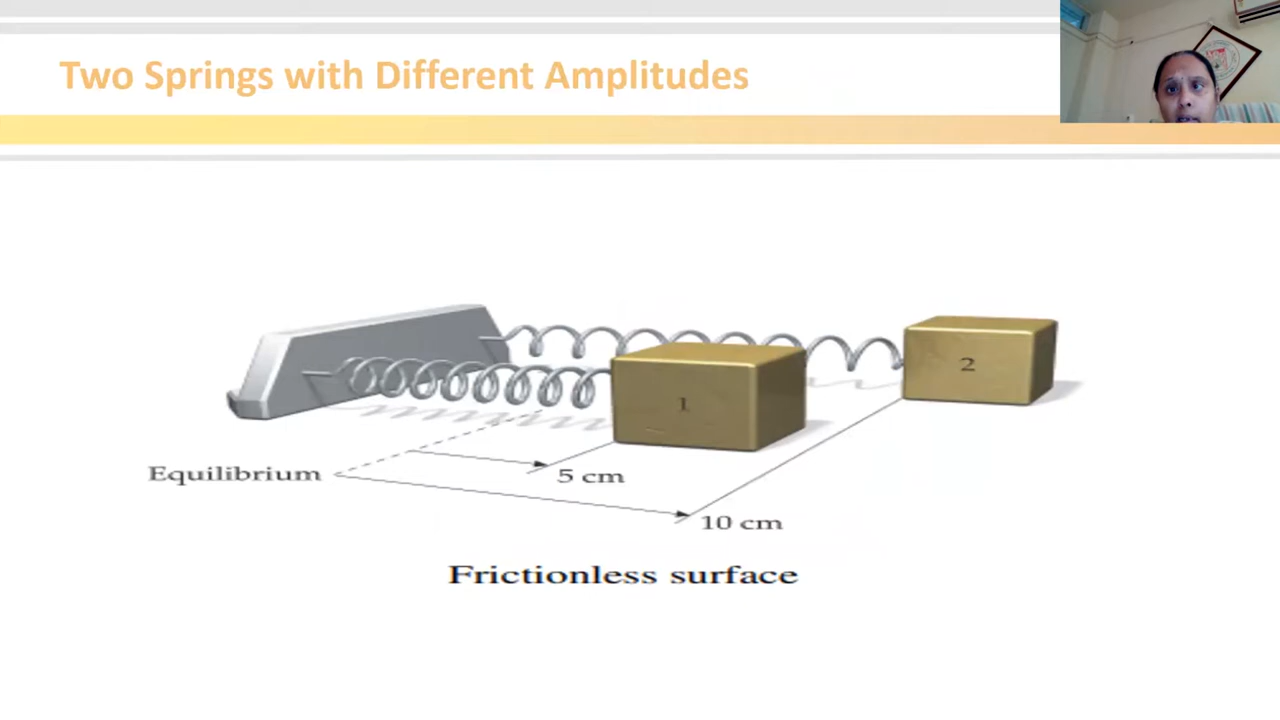 Two Springs with Different Amplitudes
2
1
Equilibrium
5 cm
10 cm
Frictionless surface